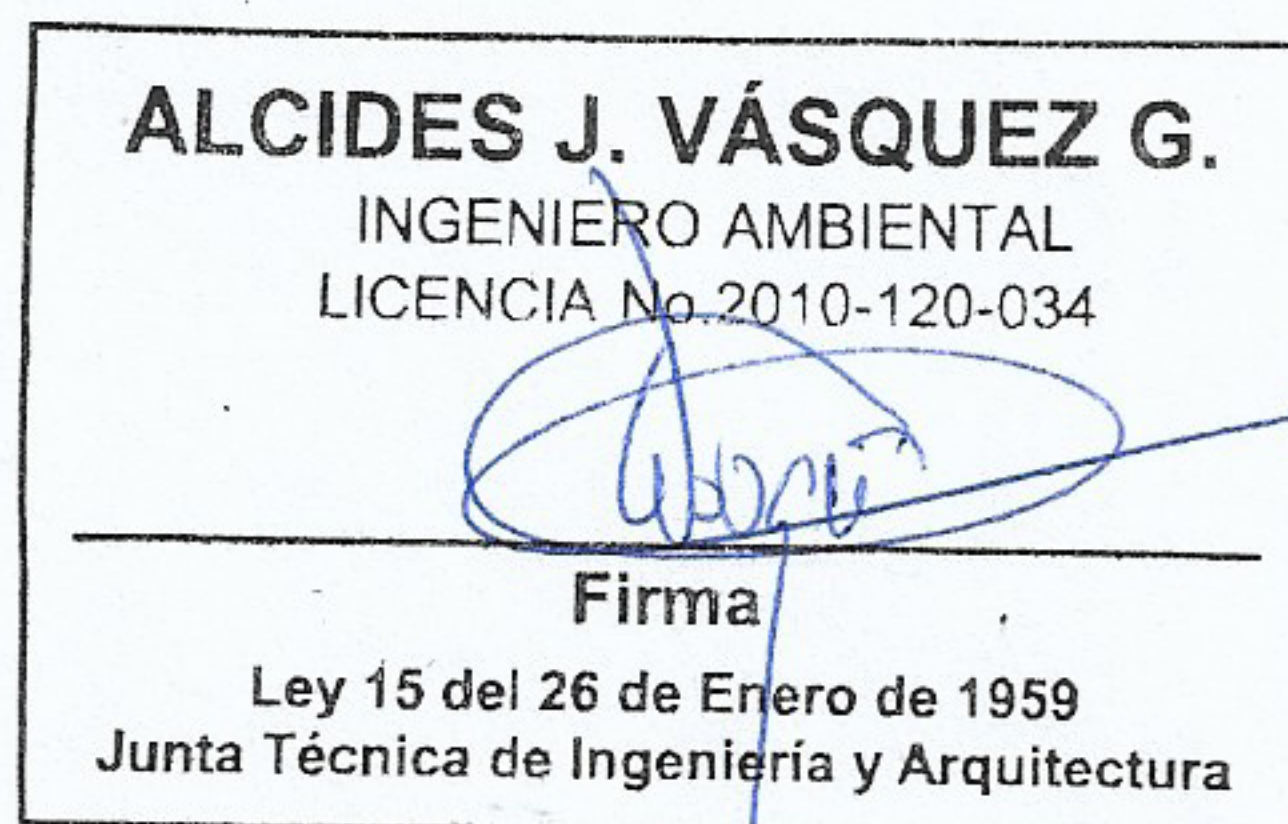 ALCIDES J. VÁSQUEZ G.
INGENIERO AMBIENTAL
LICENCIA No.2010-120-034
Firma
Ley 15 del 26 de Enero de 1959
Junta Técnica de Ingeniería y Arquitectura